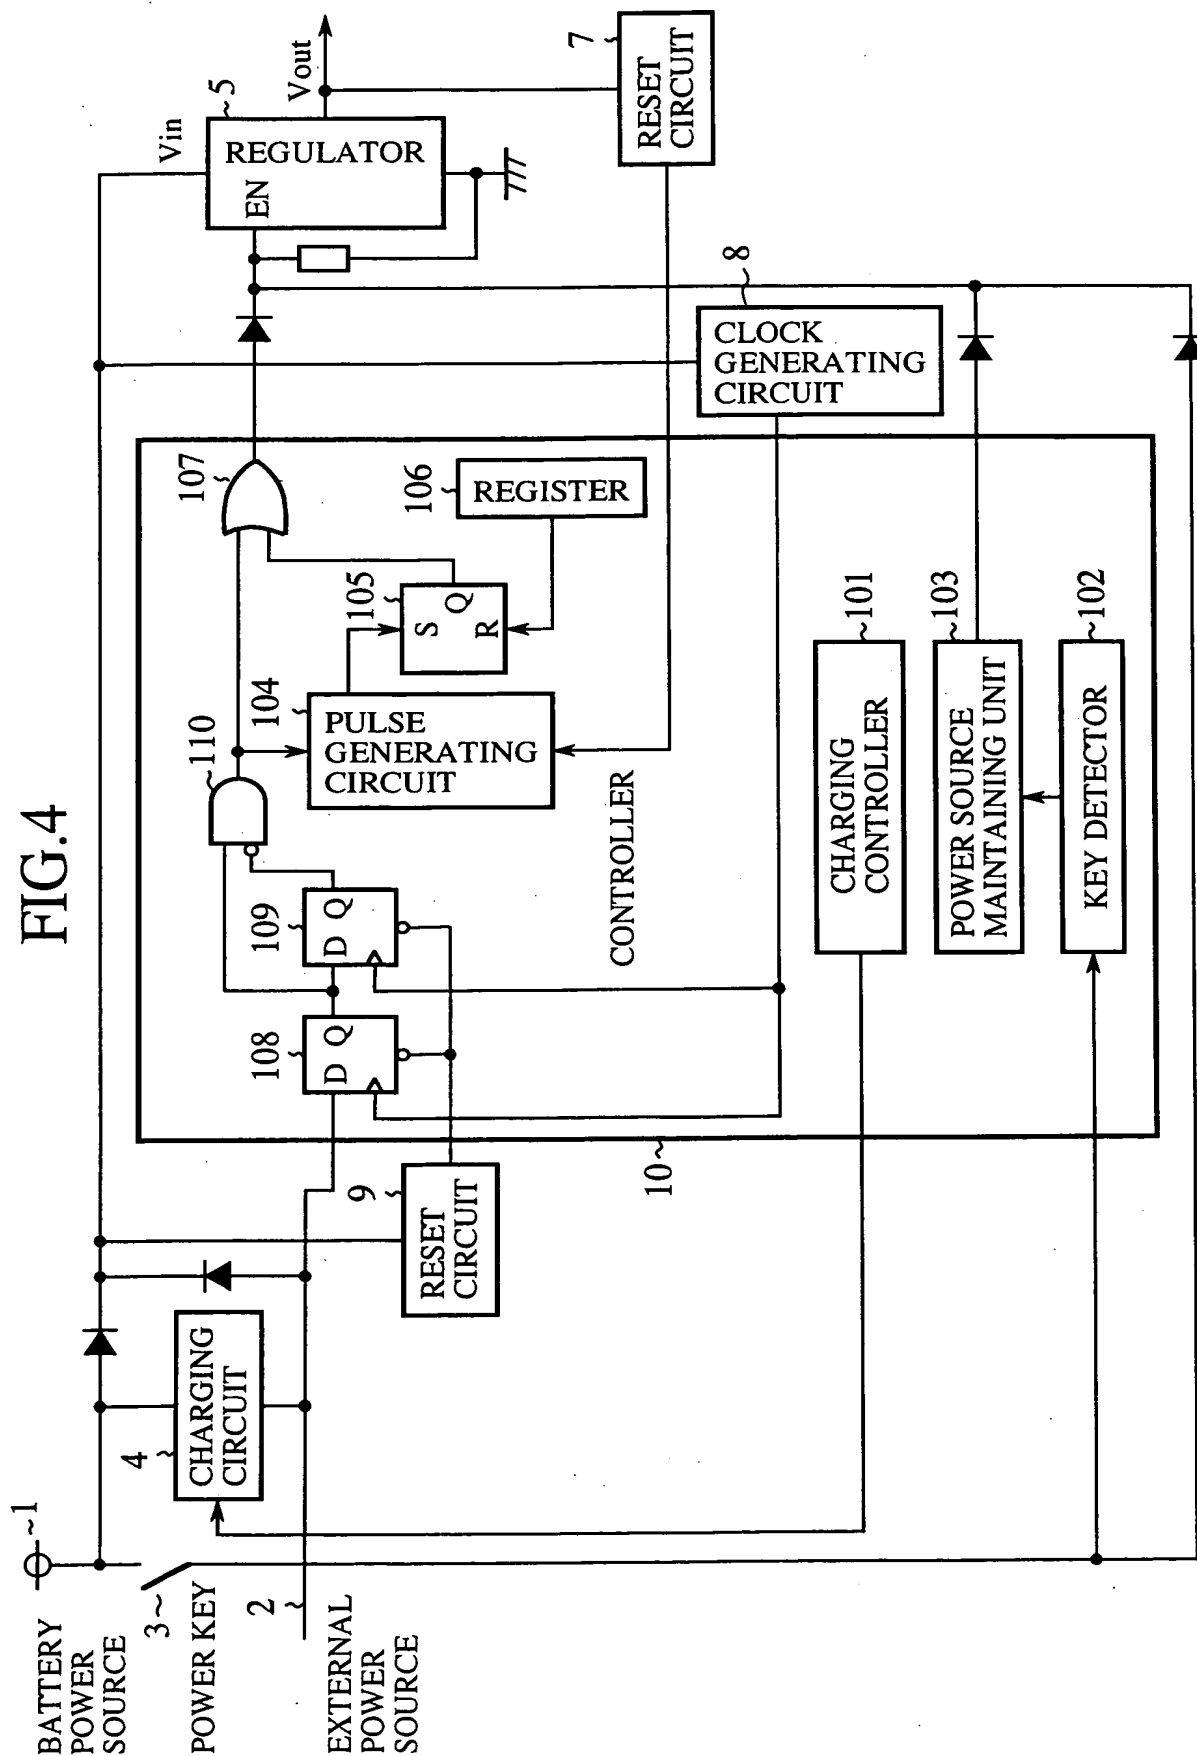 FIG.4
BATTERY
POWER
SOURCE
1
3
POWER KEY
2
EXTERNAL
POWER
SOURCE
4
CHARGING
CIRCUIT
9
RESET
CIRCUIT
10
108
D Q
109
D Q
110
104
PULSE
GENERATING
CIRCUIT
105
S
Q
R
106
REGISTER
107
CONTROLLER
CHARGING
CONTROLLER
101
POWER SOURCE
MAINTAINING UNIT
103
KEY DETECTOR
102
Vin
5
REGULATOR
EN
Vout
7
RESET
CIRCUIT
8
CLOCK
GENERATING
CIRCUIT